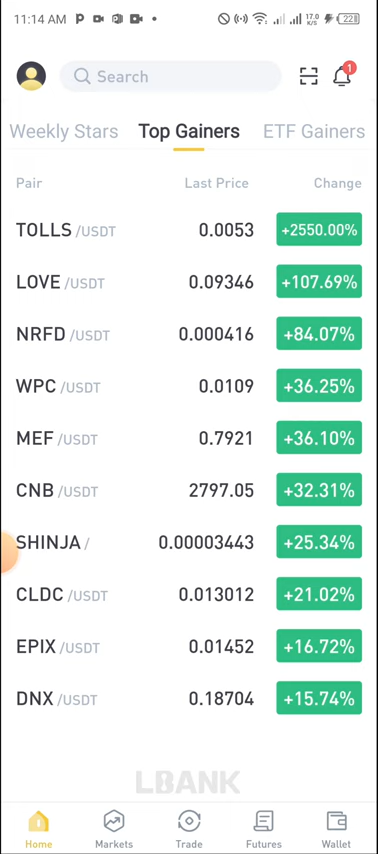 11:14 AM
17.0
K/S
228
Search
1
Weekly Stars Top Gainers ETF Gainers
Pair Last Price Change
TOLLS /USDT 0.0053 +2550.00%
LOVE /USDT 0.09346 +107.69%
NRFD /USDT 0.000416 +84.07%
WPC /USDT 0.0109 +36.25%
MEF /USDT 0.7921 +36.10%
CNB /USDT 2797.05 +32.31%
SHINJA / 0.00003443 +25.34%
CLDC /USDT 0.013012 +21.02%
EPIX /USDT 0.01452 +16.72%
DNX /USDT 0.18704 +15.74%
LBANK
Home Markets Trade Futures Wallet